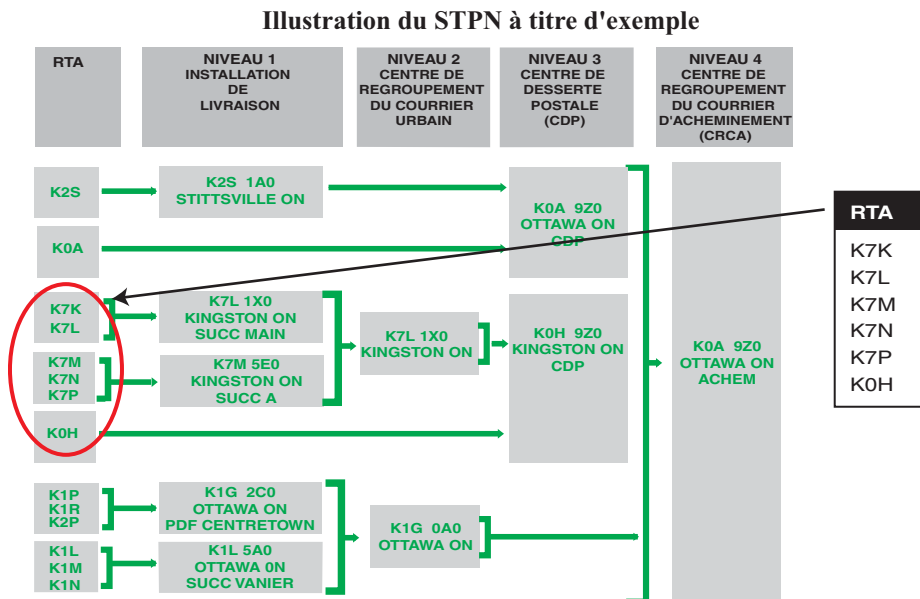 Illustration du STPN à titre d'exemple
RTA
NIVEAU 1
INSTALLATION
DE
LIVRAISON
NIVEAU 2
CENTRE DE
REGROUPEMENT
DU COURRIER
URBAIN
NIVEAU 3
CENTRE DE
DESSERTE
POSTALE
(CDP)
NIVEAU 4
CENTRE DE
REGROUPEMENT
DU COURRIER
D'ACHEMINEMENT
(CRCA)
K2S
K2S 1A0
STITTSVILLE ON
K0A 9Z0
OTTAWA ON
CDP
K0A
K7K
K7L
K7L 1X0
KINGSTON ON
SUCC MAIN
K7M
K7N
K7P
K7M 5E0
KINGSTON ON
SUCC A
K7L 1X0
KINGSTON ON
K0H 9Z0
KINGSTON ON
CDP
K0H
K0A 9Z0
OTTAWA ON
ACHEM
K1P
K1R
K2P
K1G 2C0
OTTAWA ON
PDF CENTRETOWN
K1L
K1M
K1N
K1L 5A0
OTTAWA 0N
SUCC VANIER
K1G 0A0
OTTAWA ON
RTA
K7K
K7L
K7M
K7N
K7P
K0H